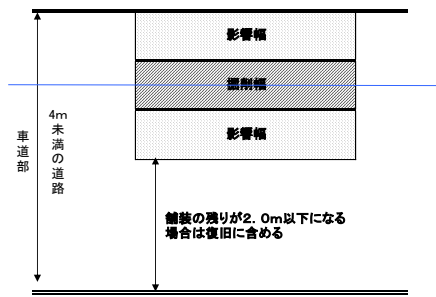 影響幅
掘削幅
影響幅
車道部
4m未満の道路
舗装の残りが2.0m以下になる
場合は復旧に含める